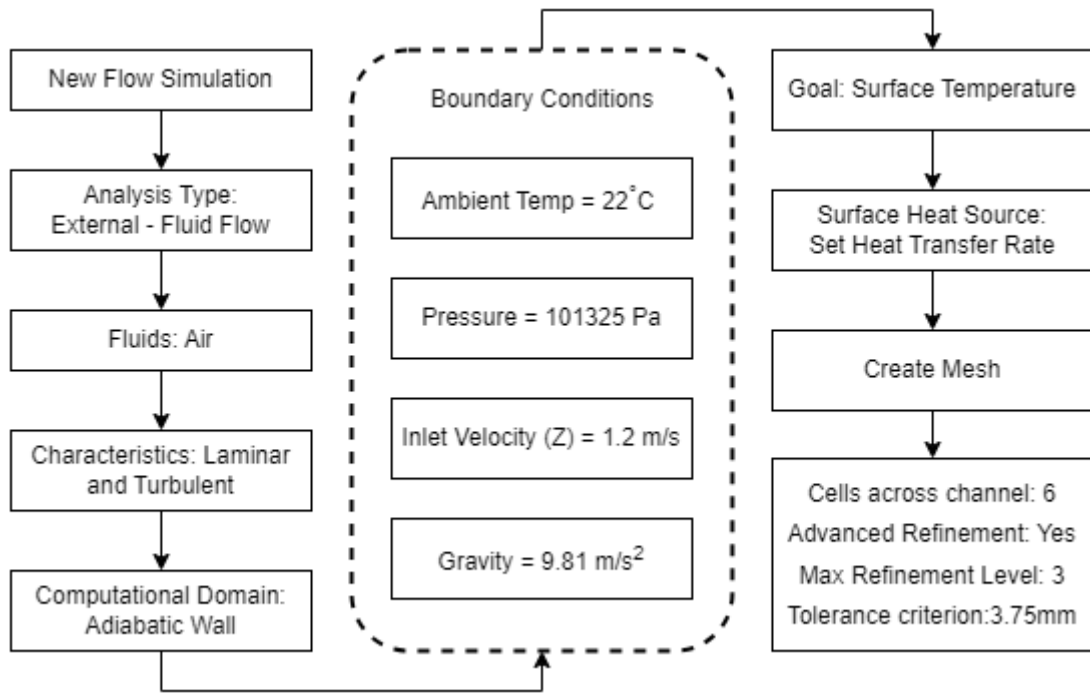 New Flow Simulation
Analysis Type:
External - Fluid Flow
Fluids: Air
Characteristics: Laminar
and Turbulent
Computational Domain:
Adiabatic Wall
Boundary Conditions
Ambient Temp = 22°C
Pressure = 101325 Pa
Inlet Velocity (Z) = 1.2 m/s
Gravity = 9.81 m/s²
Goal: Surface Temperature
Surface Heat Source:
Set Heat Transfer Rate
Create Mesh
Cells across channel: 6
Advanced Refinement: Yes
Max Refinement Level: 3
Tolerance criterion:3.75mm